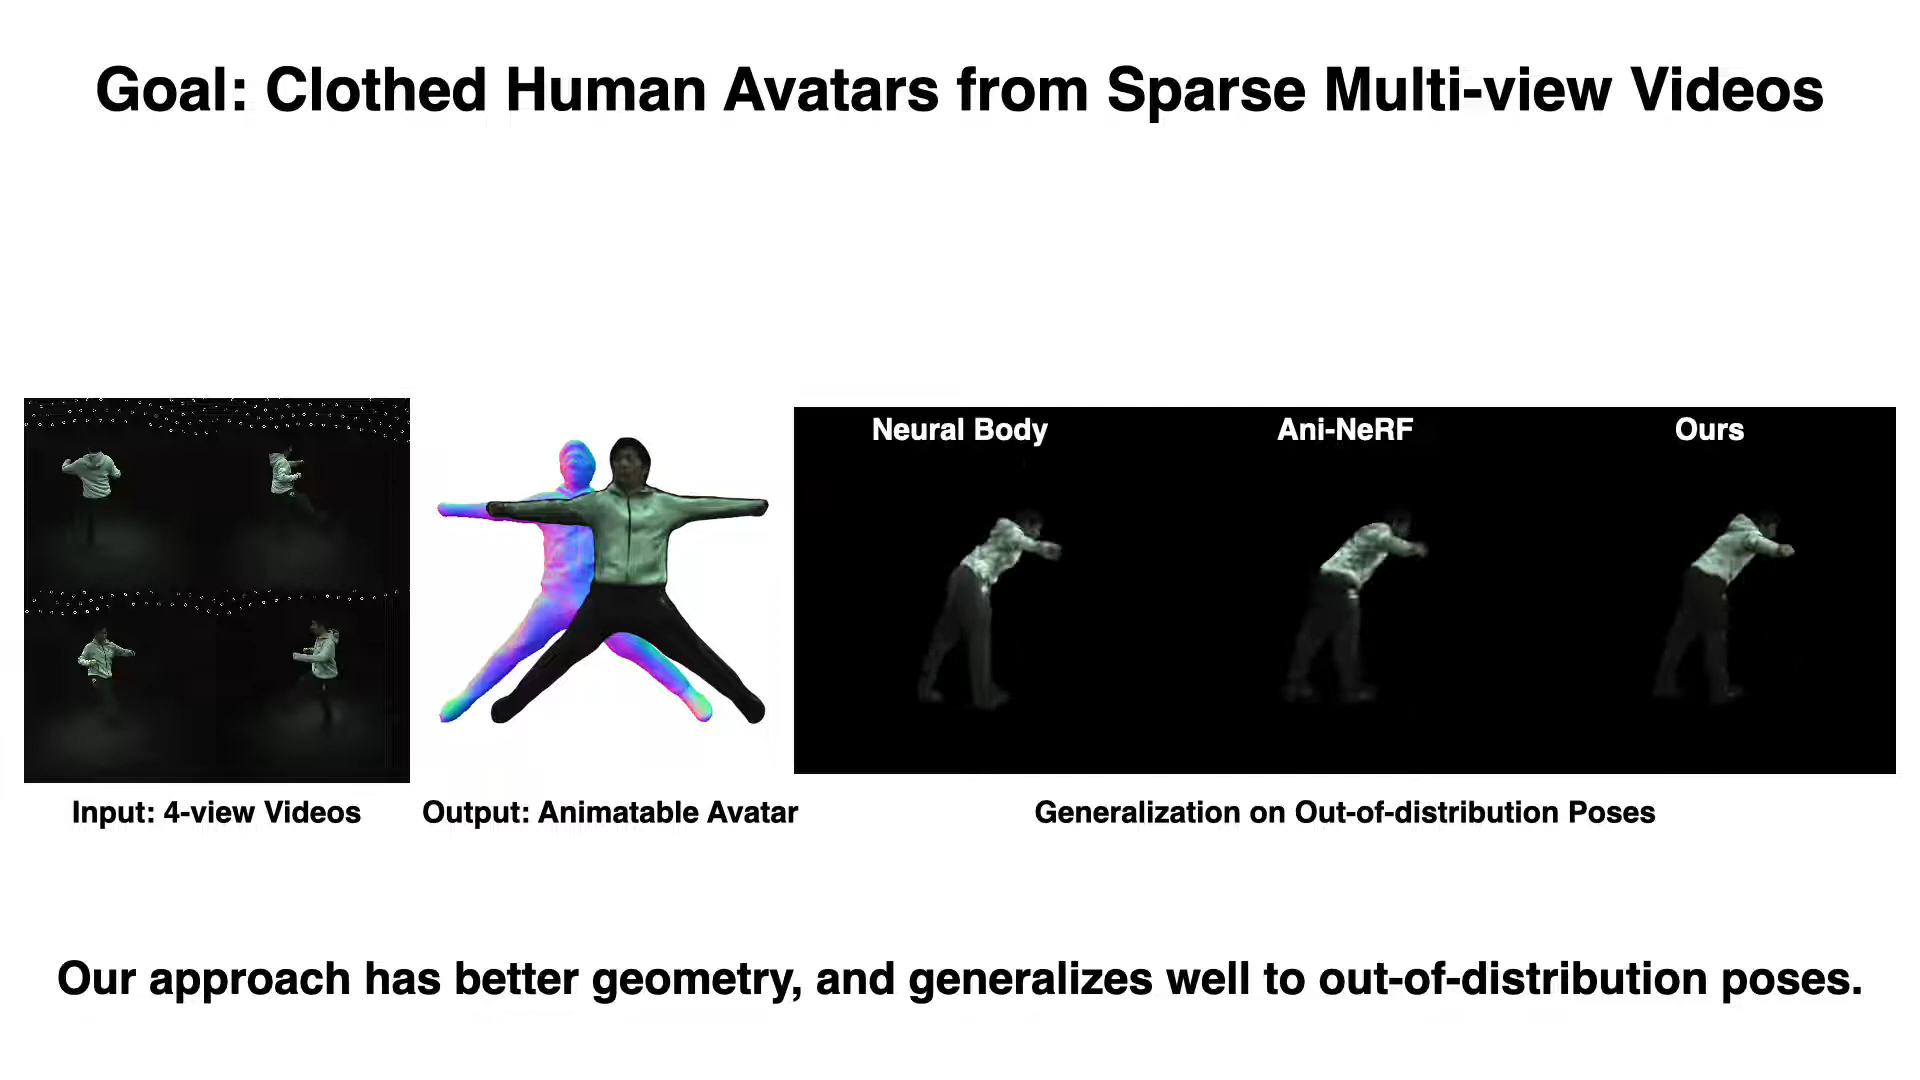 Goal: Clothed Human Avatars from Sparse Multi-view Videos
Neural Body
Ani-NeRF
Ours
Input: 4-view Videos
Output: Animatable Avatar
Generalization on Out-of-distribution Poses
Our approach has better geometry, and generalizes well to out-of-distribution poses.